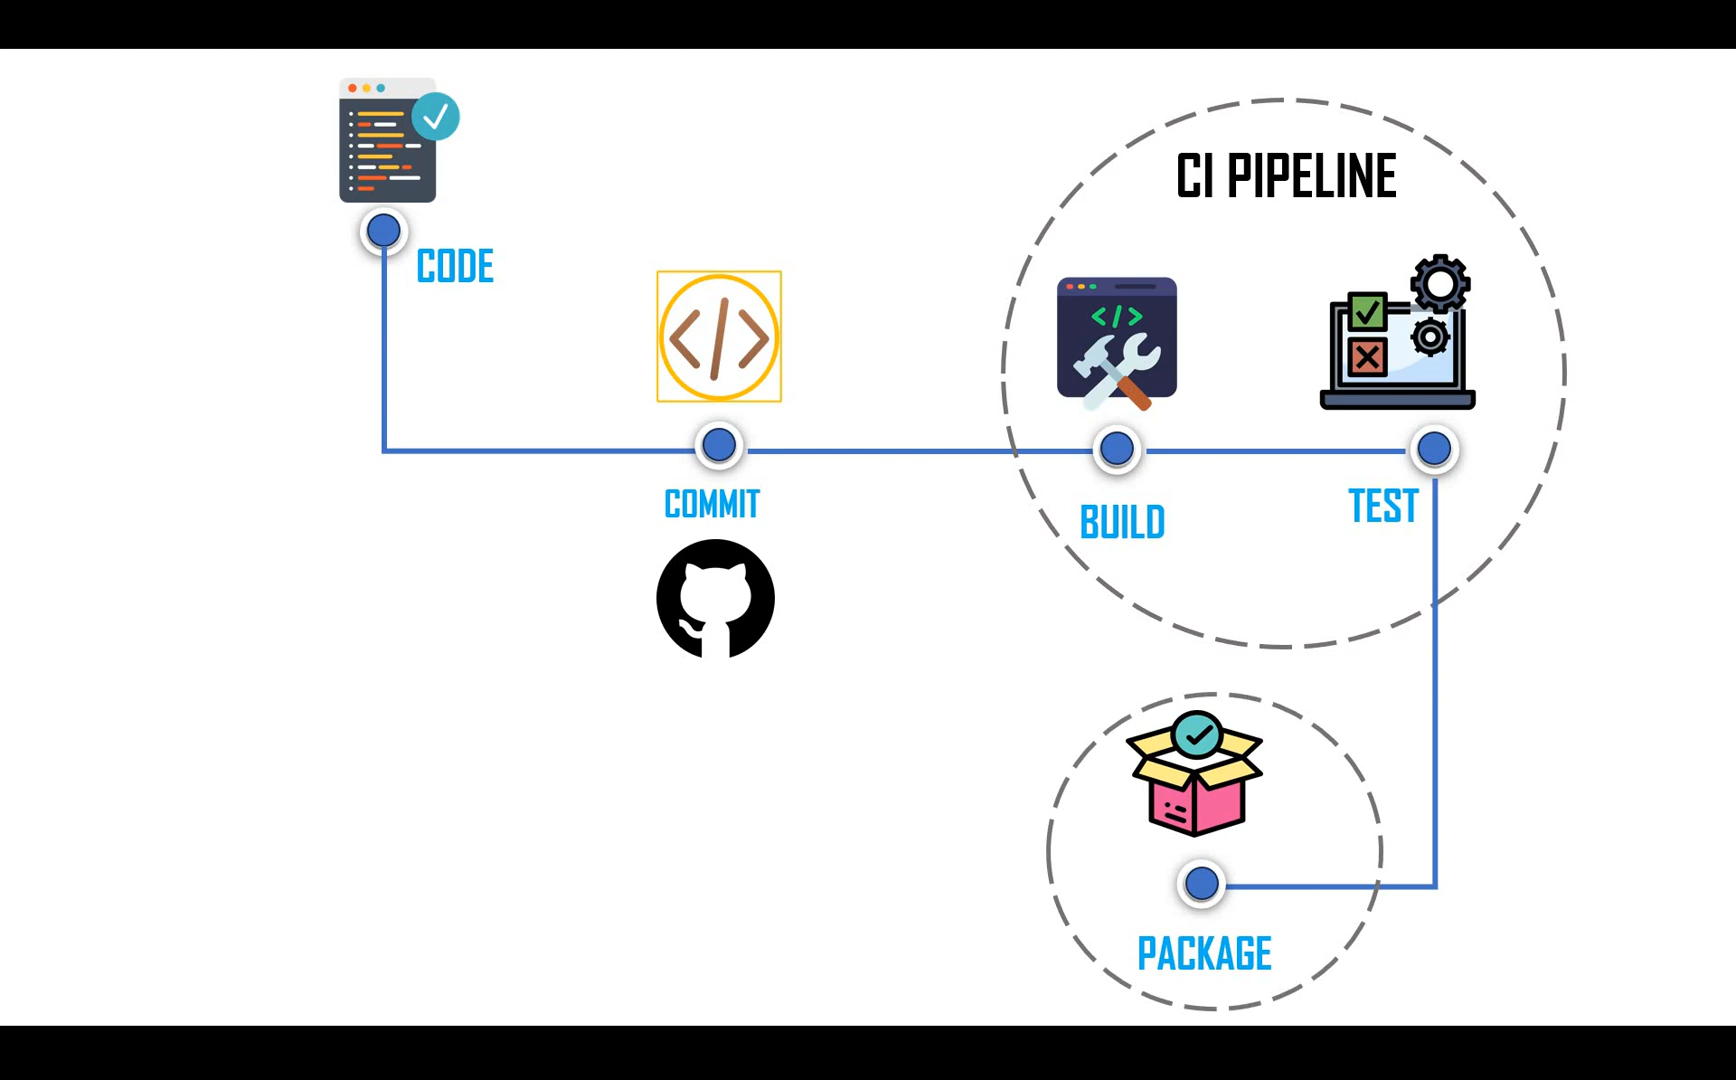 CI PIPELINE
CODE
</>
</>
COMMIT
BUILD
TEST
PACKAGE